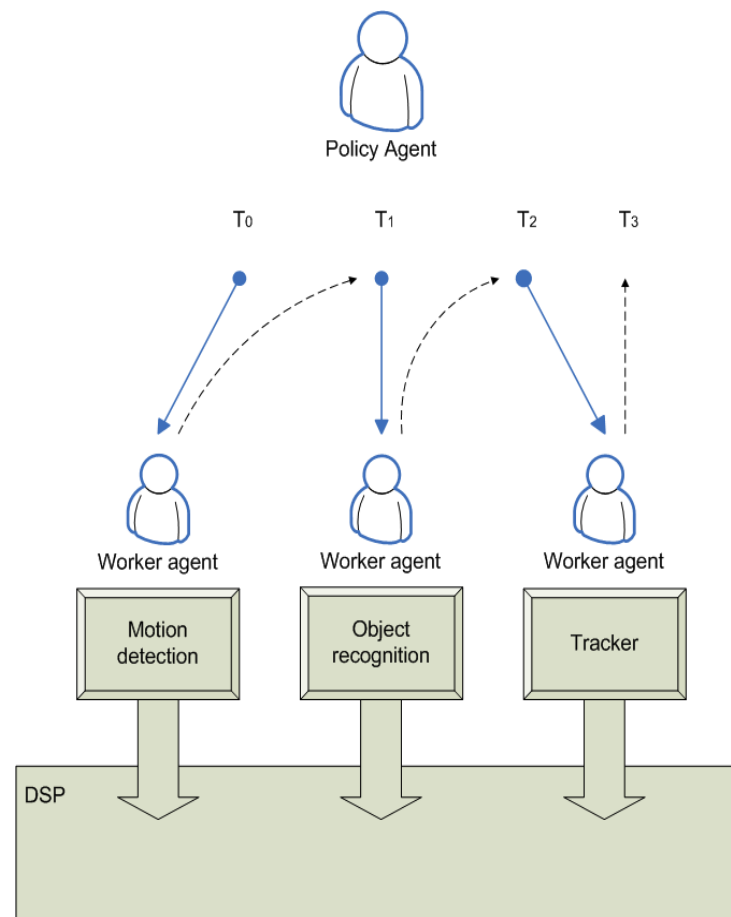 Policy Agent
T0 T1 T2 T3
Worker agent Worker agent Worker agent
Motion
detection
Object
recognition
Tracker
DSP